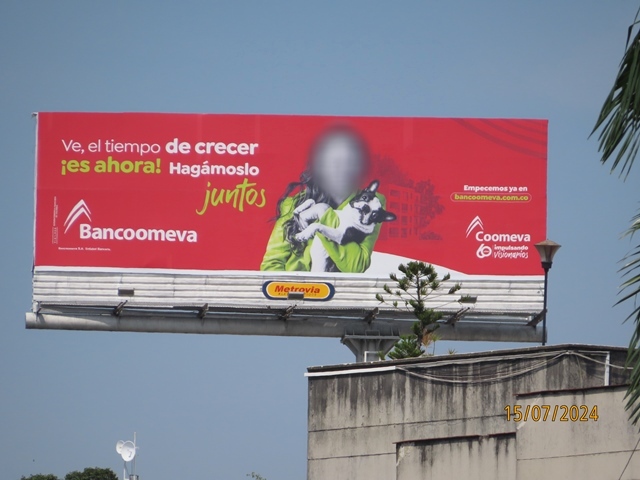 Ve, el tiempo de crecer
¡es ahora! Hagámoslo
juntos
Bancoomeva
Empecemos ya en
bancoomeva.com.co
Coomeva
60 impulsando
Visionarios
Metrovia
15/07/2024